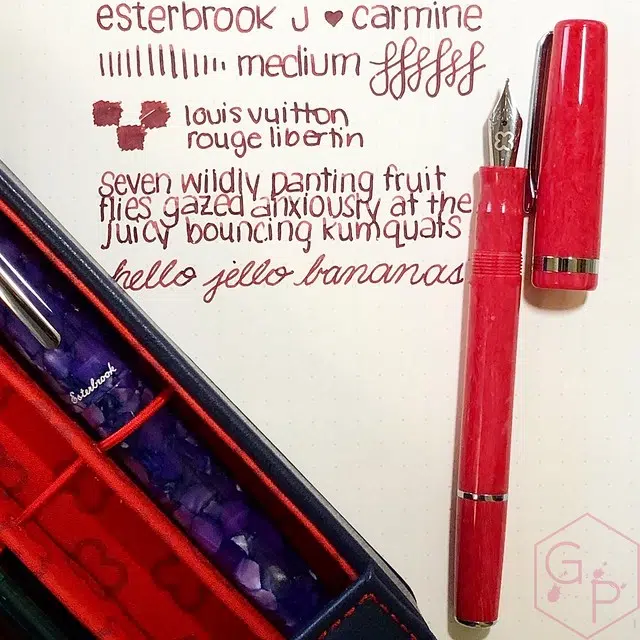 esterbrook J ♥ carmine
medium
louis vuitton
rouge libertin
seven wildly panting fruit
flies gazed anxiously at the
juicy bouncing kumquats
hello jello bananas
Esterbrook
G P